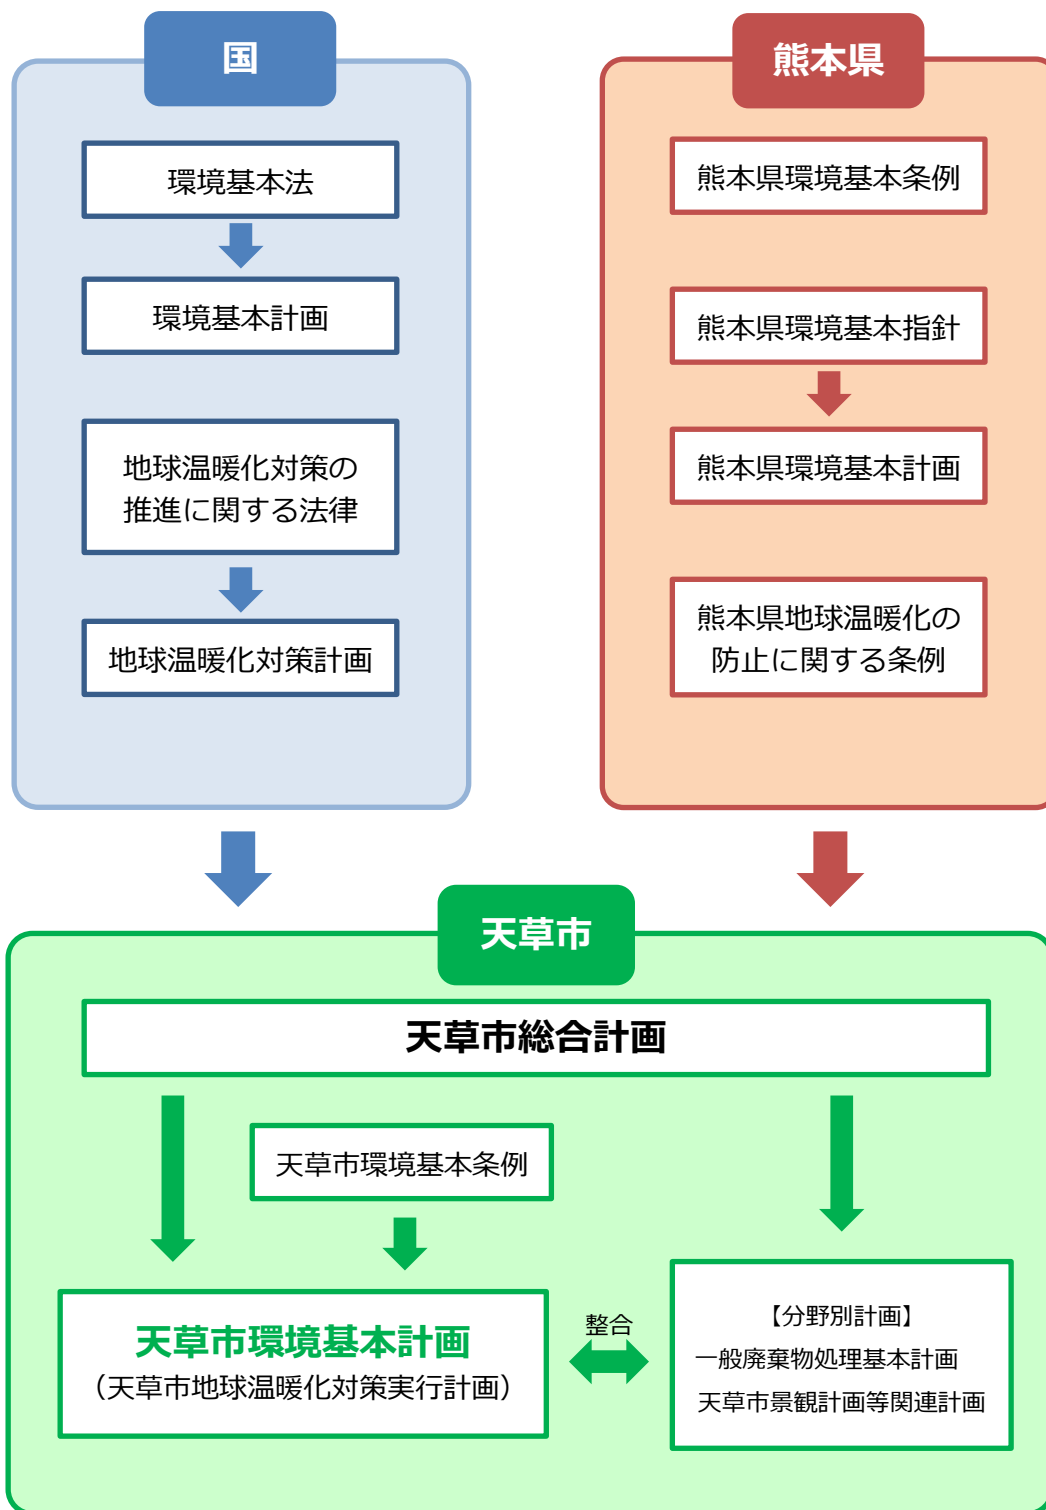 国
環境基本法
環境基本計画
地球温暖化対策の
推進に関する法律
地球温暖化対策計画
熊本県
熊本県環境基本条例
熊本県環境基本指針
熊本県環境基本計画
熊本県地球温暖化の
防止に関する条例
天草市
天草市総合計画
天草市環境基本条例
天草市環境基本計画
（天草市地球温暖化対策実行計画）
整合
【分野別計画】
一般廃棄物処理基本計画
天草市景観計画等関連計画